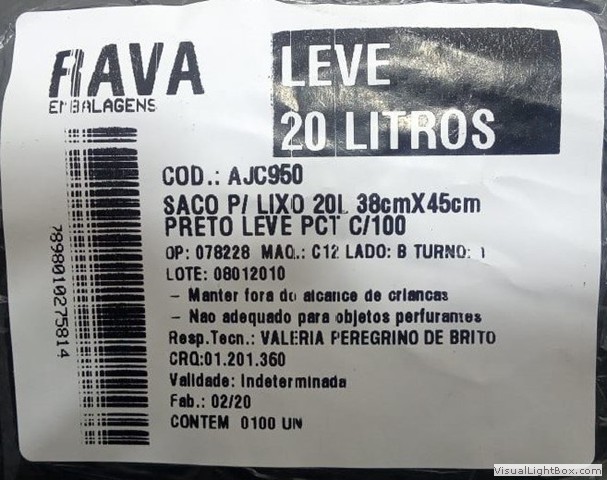 RAVA
EMBALAGENS
LEVE
20 LITROS
COD.: AJC950
SACO P/ LIXO 20L 38cmX45cm
PRETO LEVE PCT C/100
OP: 078228 MAQ.: C12 LADO: B TURNO: 1
LOTE: 08012010
- Manter fora do alcance de criancas
- Nao adequado para objetos perfurantes
Resp.Tecn.: VALERIA PEREGRINO DE BRITO
CRQ:01.201.360
Validade: Indeterminada
Fab.: 02/20
CONTEM 0100 UN
7898010275814
VisualLightBox.com